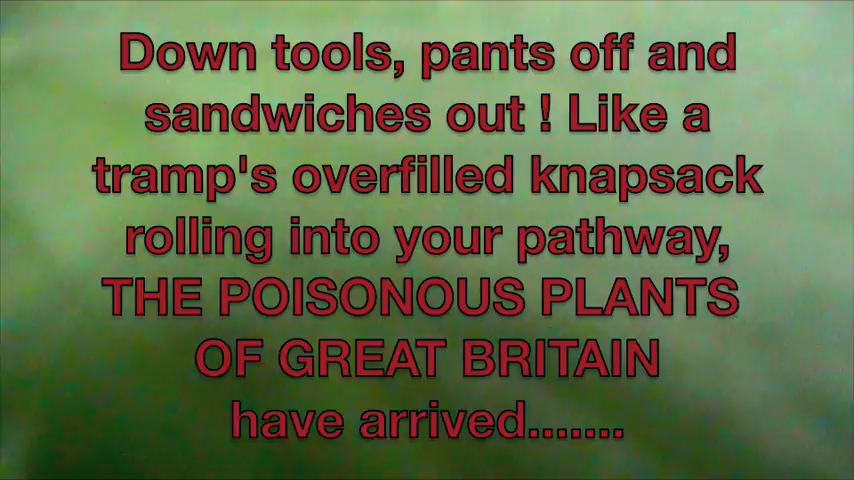 Down tools, pants off and
sandwiches out ! Like a
tramp's overfilled knapsack
rolling into your pathway,
THE POISONOUS PLANTS
OF GREAT BRITAIN
have arrived.......